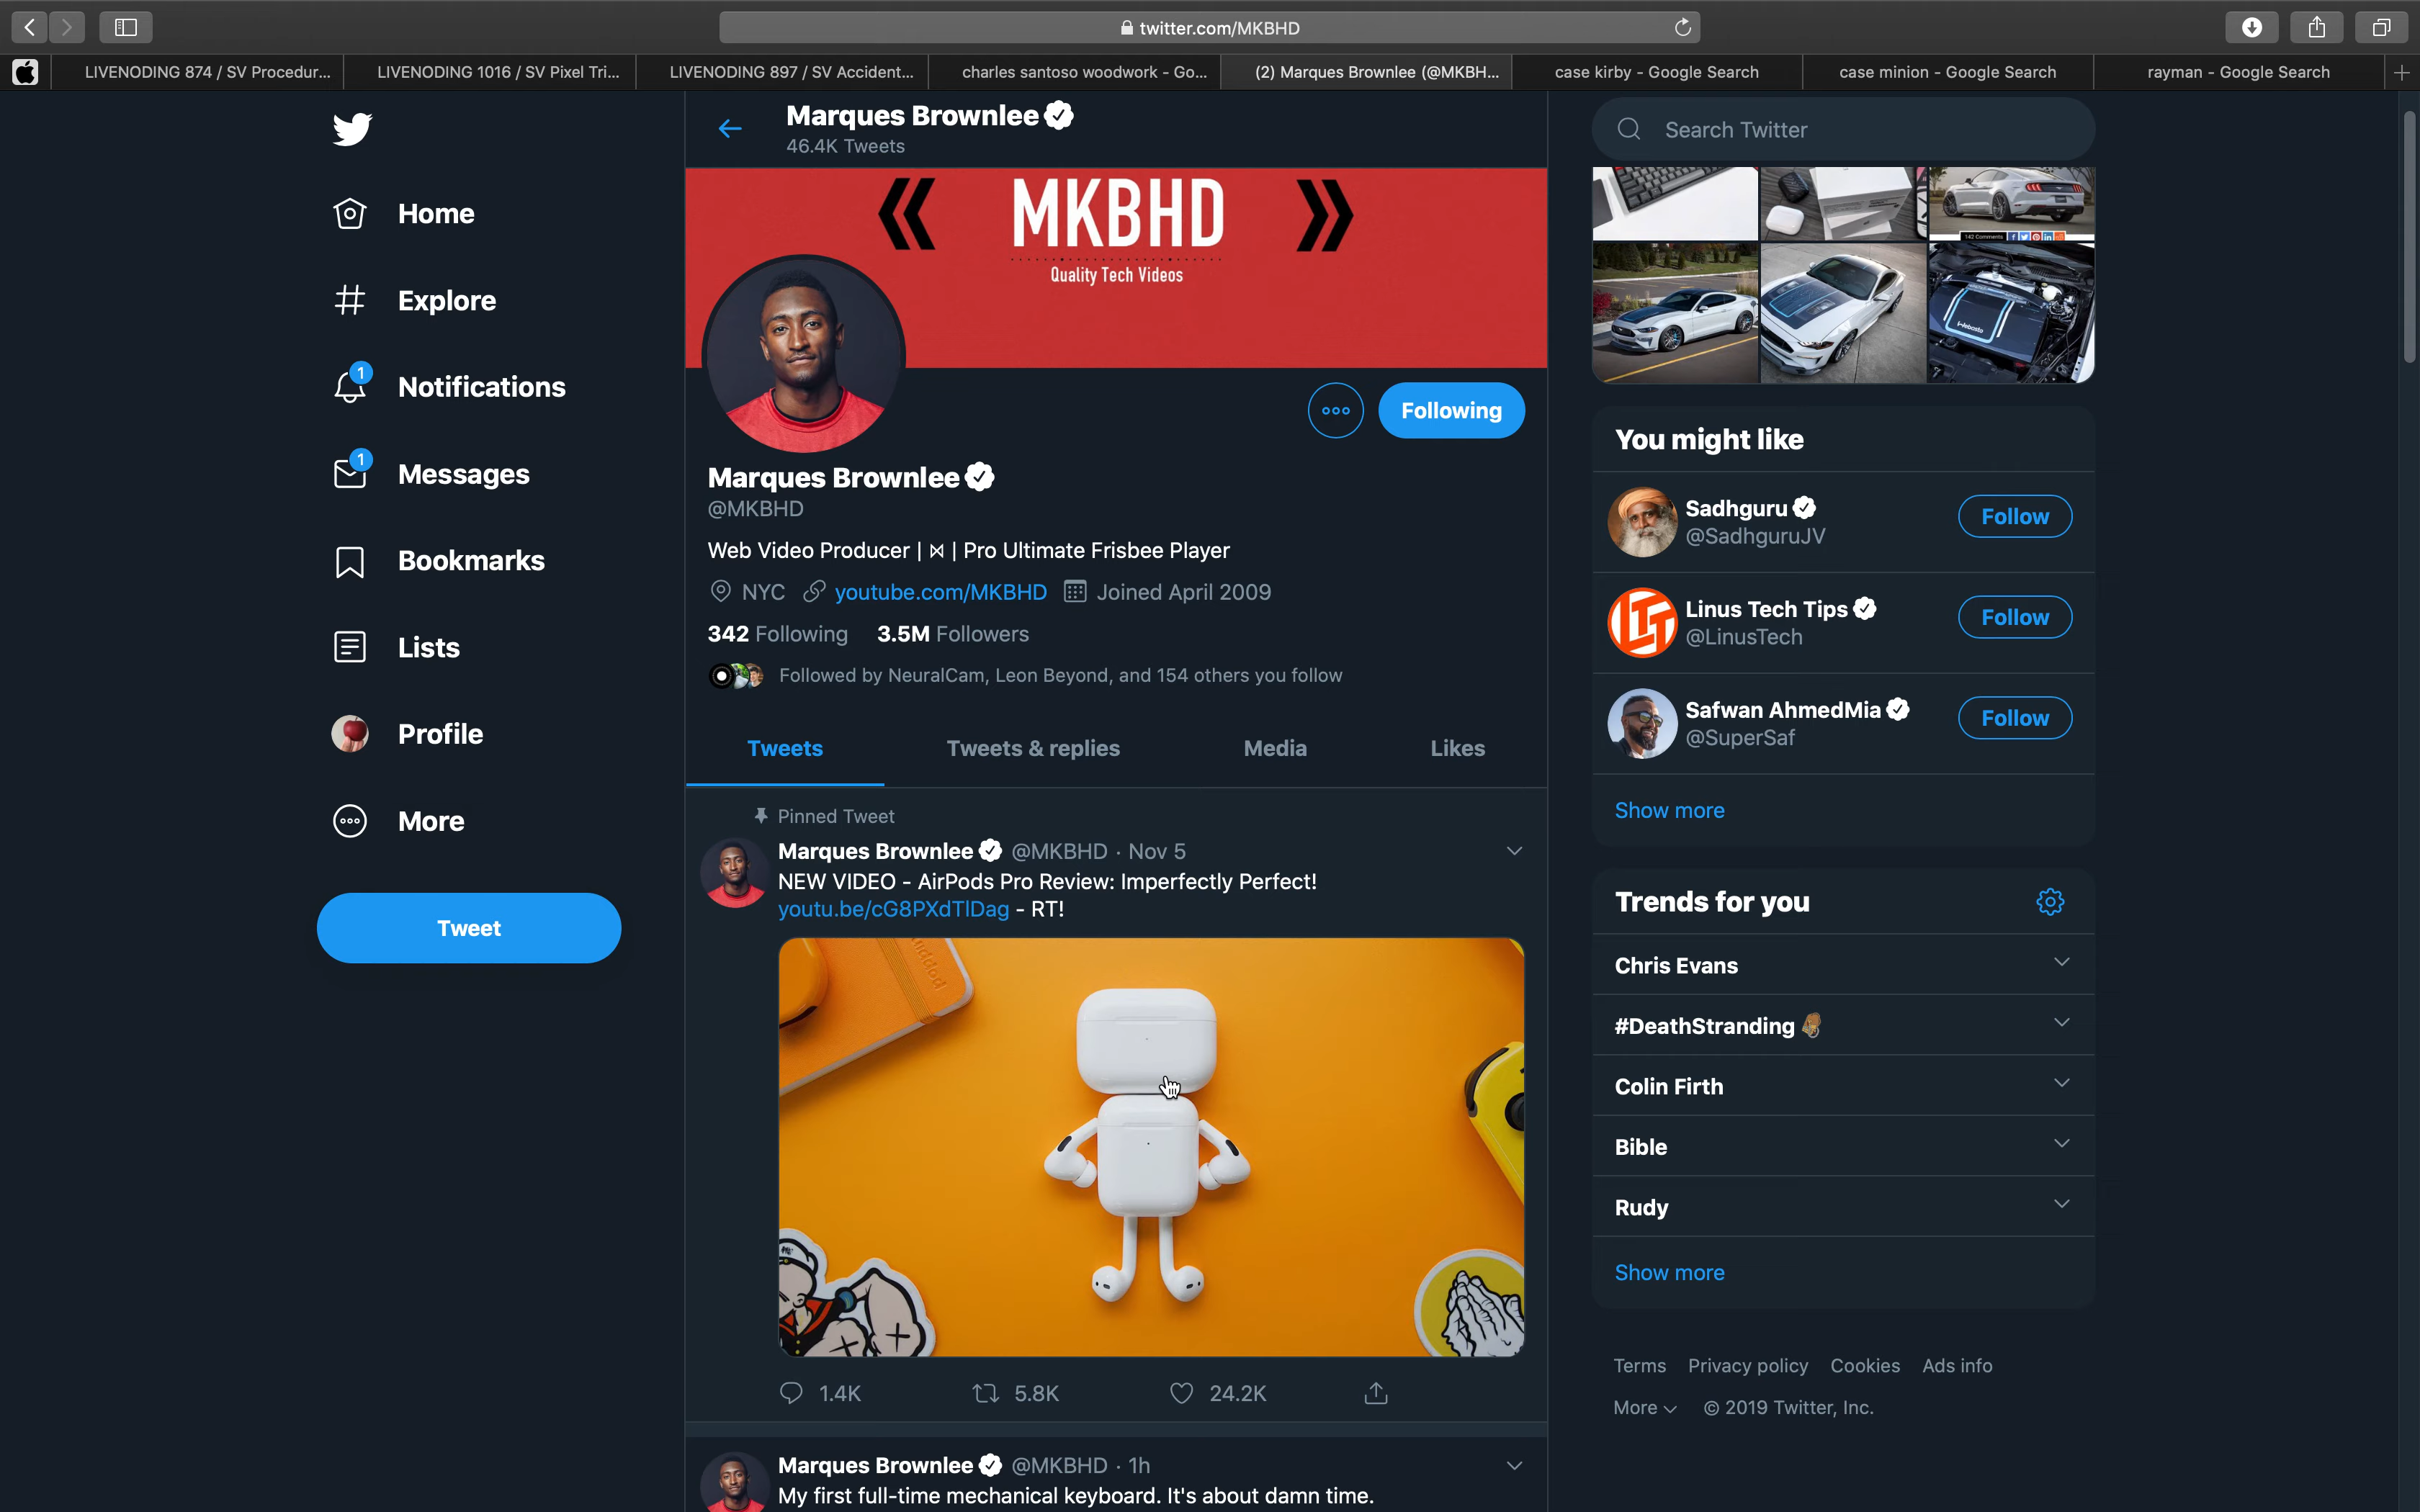 twitter.com/MKBHD
LIVENODING 874 / SV Procedur...
LIVENODING 1016 / SV Pixel Tri...
LIVENODING 897 / SV Accident...
charles santoso woodwork - Go...
(2) Marques Brownlee (@MKBH...
case kirby - Google Search
case minion - Google Search
rayman - Google Search
Home
Explore
1
Notifications
1
Messages
Bookmarks
Lists
Profile
More
Tweet
Marques Brownlee
46.4K Tweets
MKBHD
Quality Tech Videos
Following
Marques Brownlee
@MKBHD
Web Video Producer | ⋈ | Pro Ultimate Frisbee Player
NYC youtube.com/MKBHD Joined April 2009
342 Following 3.5M Followers
Followed by NeuralCam, Leon Beyond, and 154 others you follow
Tweets Tweets & replies Media Likes
Pinned Tweet
Marques Brownlee @MKBHD · Nov 5
NEW VIDEO - AirPods Pro Review: Imperfectly Perfect!
youtu.be/cG8PXdTlDag - RT!
1.4K 5.8K 24.2K
Marques Brownlee @MKBHD · 1h
My first full-time mechanical keyboard. It's about damn time.
Search Twitter
142 Comments
Webasto
You might like
Sadhguru
@SadhguruJV
Follow
LTT
Linus Tech Tips
@LinusTech
Follow
Safwan AhmedMia
@SuperSaf
Follow
Show more
Trends for you
Chris Evans
#DeathStranding
Colin Firth
Bible
Rudy
Show more
Terms Privacy policy Cookies Ads info
More © 2019 Twitter, Inc.